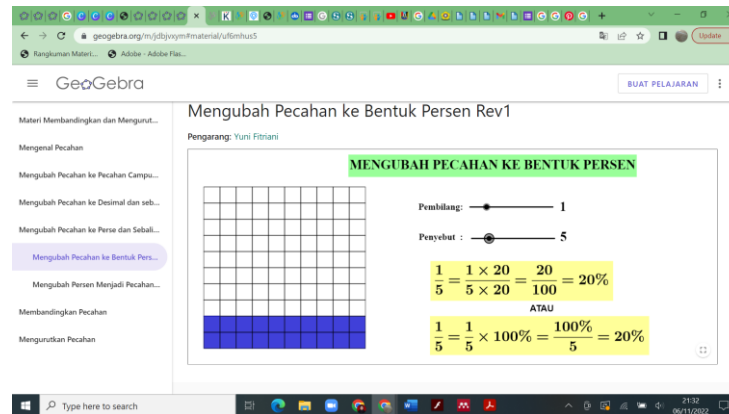 geogebra.org/m/jdbjvxym#material/uf6mhus5
Update
Rangkuman Materi...
Adobe - Adobe Flas...
GeoGebra
BUAT PELAJARAN
Materi Membandingkan dan Mengurut...
Mengenal Pecahan
Mengubah Pecahan ke Pecahan Campu...
Mengubah Pecahan ke Desimal dan seb...
Mengubah Pecahan ke Perse dan Sebali...
Mengubah Pecahan ke Bentuk Pers...
Mengubah Persen Menjadi Pecahan...
Membandingkan Pecahan
Mengurutkan Pecahan
Mengubah Pecahan ke Bentuk Persen Rev1
Pengarang: Yuni Fitriani
MENGUBAH PECAHAN KE BENTUK PERSEN
Pembilang: 1
Penyebut : 5
1/5 = 1 × 20/5 × 20 = 20/100 = 20%
ATAU
1/5 = 1/5 × 100% = 100%/5 = 20%
Type here to search
21:32
06/11/2022